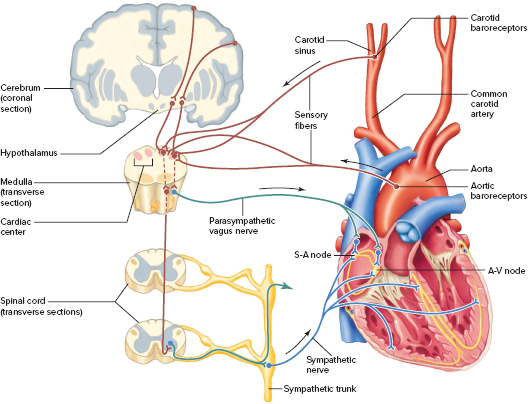 Carotid
sinus
Carotid
baroreceptors
Cerebrum
(coronal
section)
Sensory
fibers
Common
carotid
artery
Hypothalamus
Medulla
(transverse
section)
Aorta
Aortic
baroreceptors
Cardiac
center
Parasympathetic
vagus nerve
S-A node
A-V node
Spinal cord
(transverse sections)
Sympathetic
nerve
Sympathetic trunk